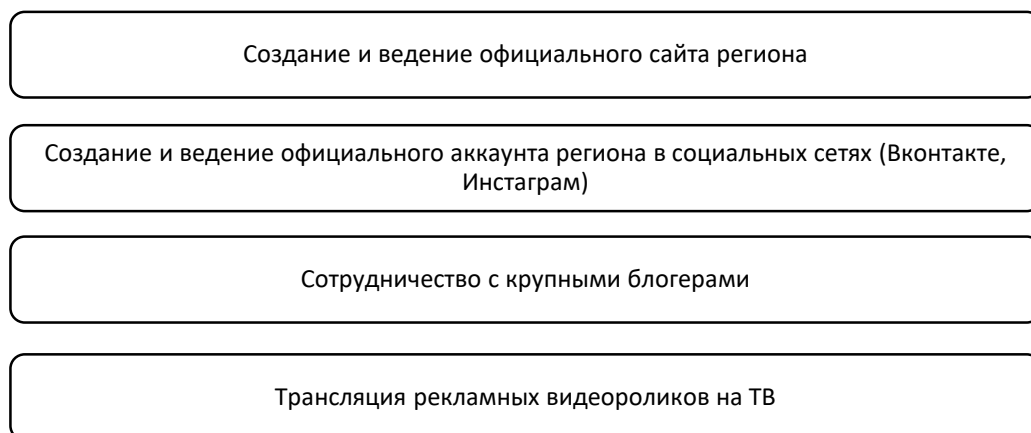 Создание и ведение официального сайта региона
Создание и ведение официального аккаунта региона в социальных сетях (Вконтакте,
Инстаграм)
Сотрудничество с крупными блогерами
Трансляция рекламных видеороликов на ТВ